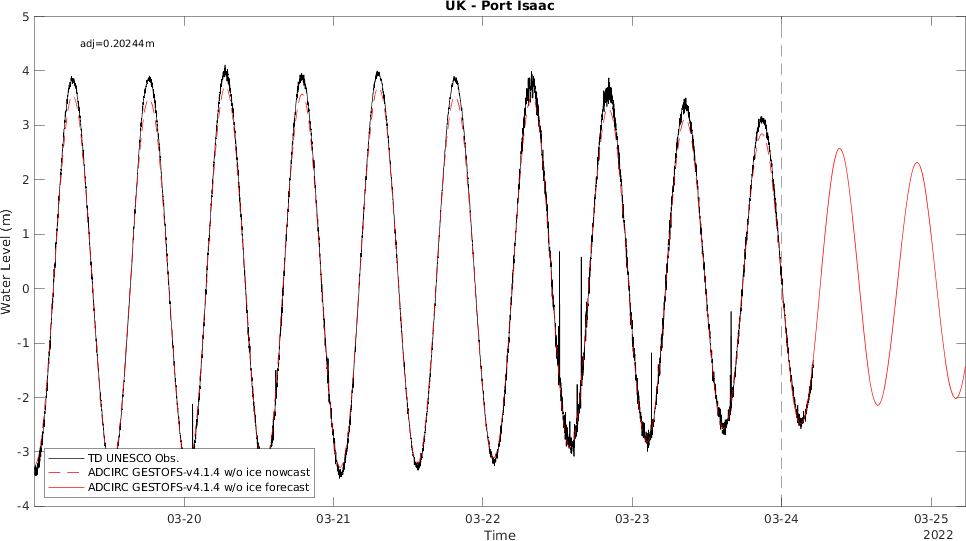 UK - Port Isaac
adj=0.20244m
5
4
3
2
1
0
-1
-2
-3
-4
Water Level (m)
TD UNESCO Obs.
ADCIRC GESTOFS-v4.1.4 w/o ice nowcast
ADCIRC GESTOFS-v4.1.4 w/o ice forecast
03-20 03-21 03-22 03-23 03-24 03-25
Time
2022